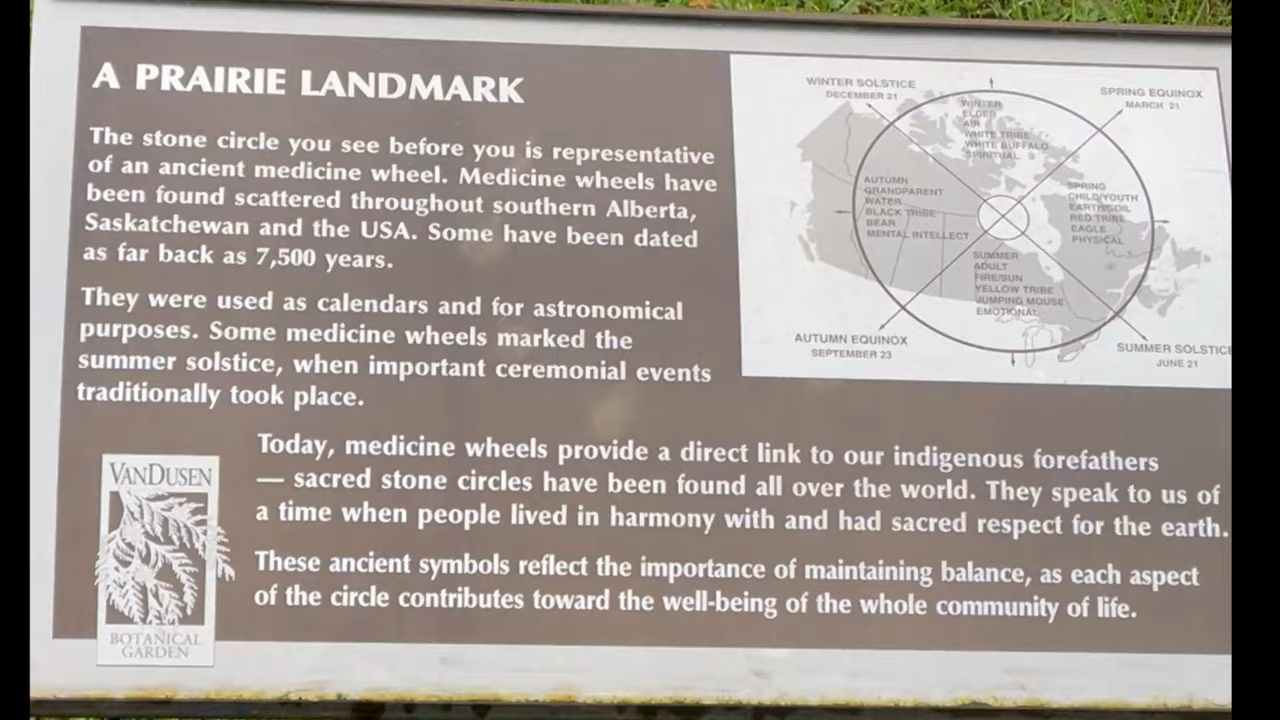 A PRAIRIE LANDMARK
The stone circle you see before you is representative
of an ancient medicine wheel. Medicine wheels have
been found scattered throughout southern Alberta,
Saskatchewan and the USA. Some have been dated
as far back as 7,500 years.
They were used as calendars and for astronomical
purposes. Some medicine wheels marked the
summer solstice, when important ceremonial events
traditionally took place.
WINTER SOLSTICE
DECEMBER 21
SPRING EQUINOX
MARCH 21
WINTER
ELDER
AIR
WHITE TRIBE
WHITE BUFFALO
SPIRITUAL
AUTUMN
GRANDPARENT
WATER
BLACK TRIBE
BEAR
MENTAL INTELLECT
SPRING
CHILD/YOUTH
EARTH/SOIL
RED TRIBE
EAGLE
PHYSICAL
SUMMER
ADULT
FIRE/SUN
YELLOW TRIBE
JUMPING MOUSE
EMOTIONAL
AUTUMN EQUINOX
SEPTEMBER 23
SUMMER SOLSTICE
JUNE 21
Today, medicine wheels provide a direct link to our indigenous forefathers
— sacred stone circles have been found all over the world. They speak to us of
a time when people lived in harmony with and had sacred respect for the earth.
These ancient symbols reflect the importance of maintaining balance, as each aspect
of the circle contributes toward the well-being of the whole community of life.
VANDUSEN
BOTANICAL
GARDEN